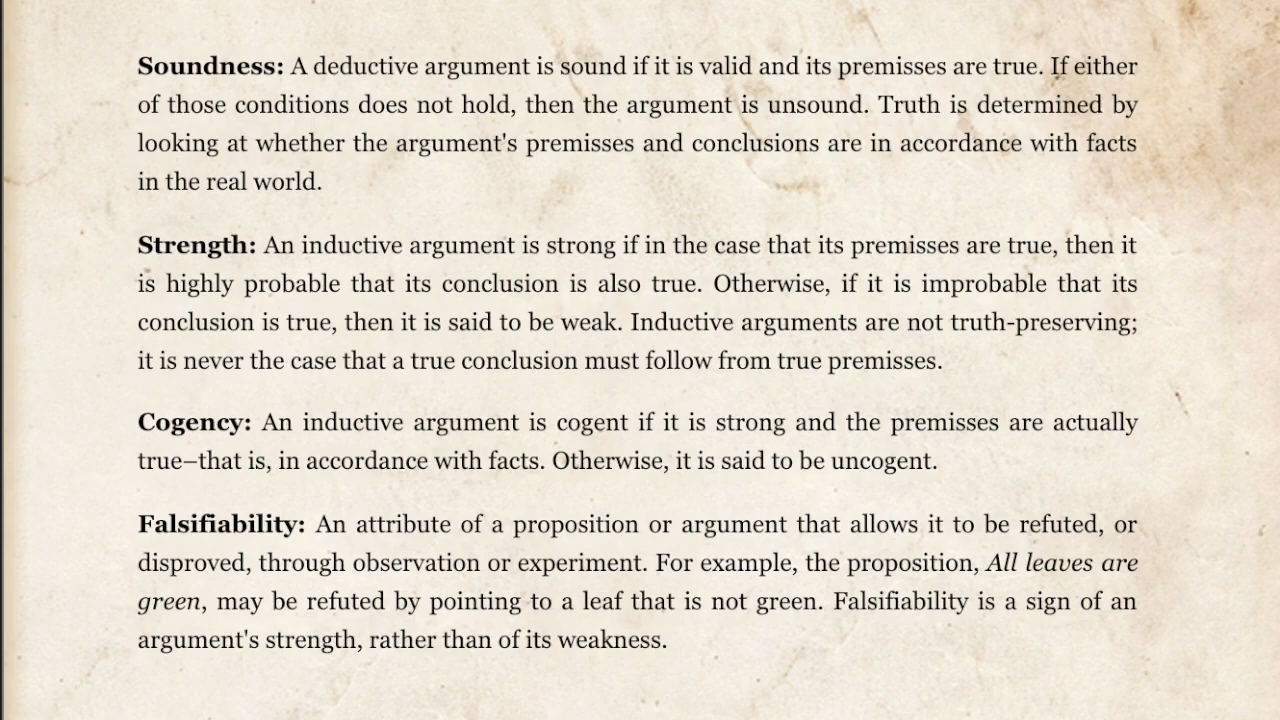 Soundness: A deductive argument is sound if it is valid and its premisses are true. If either
of those conditions does not hold, then the argument is unsound. Truth is determined by
looking at whether the argument's premisses and conclusions are in accordance with facts
in the real world.
Strength: An inductive argument is strong if in the case that its premisses are true, then it
is highly probable that its conclusion is also true. Otherwise, if it is improbable that its
conclusion is true, then it is said to be weak. Inductive arguments are not truth-preserving;
it is never the case that a true conclusion must follow from true premisses.
Cogency: An inductive argument is cogent if it is strong and the premisses are actually
true–that is, in accordance with facts. Otherwise, it is said to be uncogent.
Falsifiability: An attribute of a proposition or argument that allows it to be refuted, or
disproved, through observation or experiment. For example, the proposition, All leaves are
green, may be refuted by pointing to a leaf that is not green. Falsifiability is a sign of an
argument's strength, rather than of its weakness.